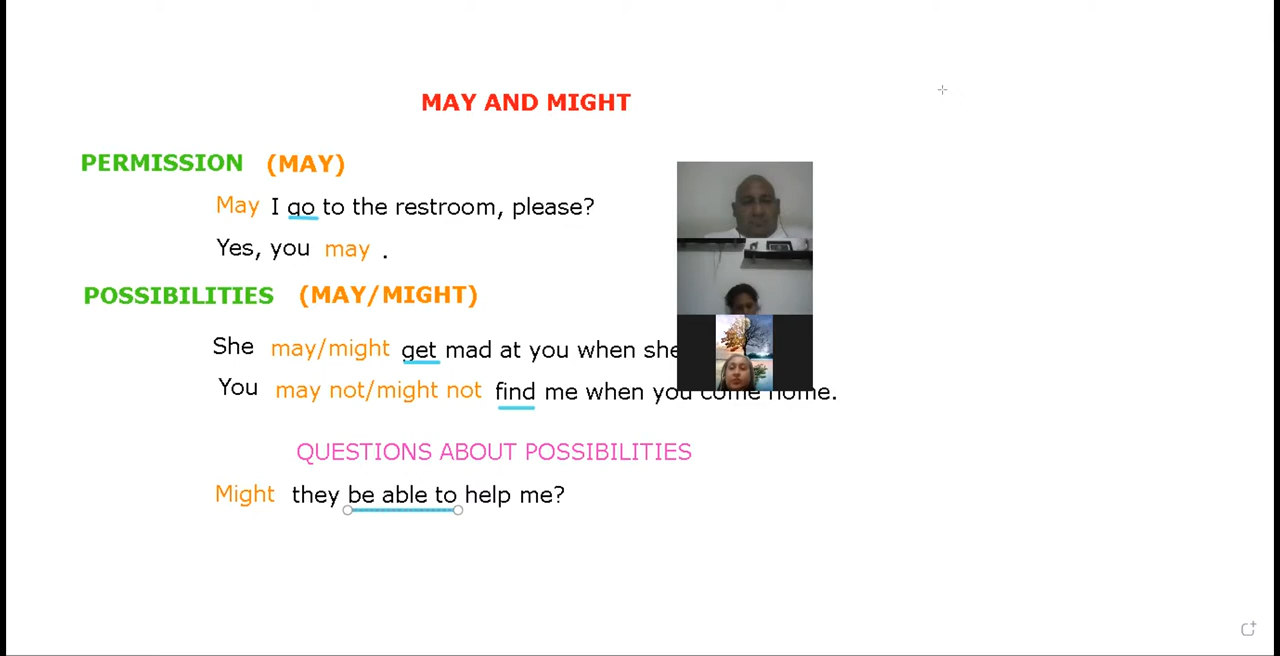 MAY AND MIGHT
PERMISSION (MAY)
May I go to the restroom, please?
Yes, you may .
POSSIBILITIES (MAY/MIGHT)
She may/might get mad at you when she
You may not/might not find me when you come home.
QUESTIONS ABOUT POSSIBILITIES
Might they be able to help me?